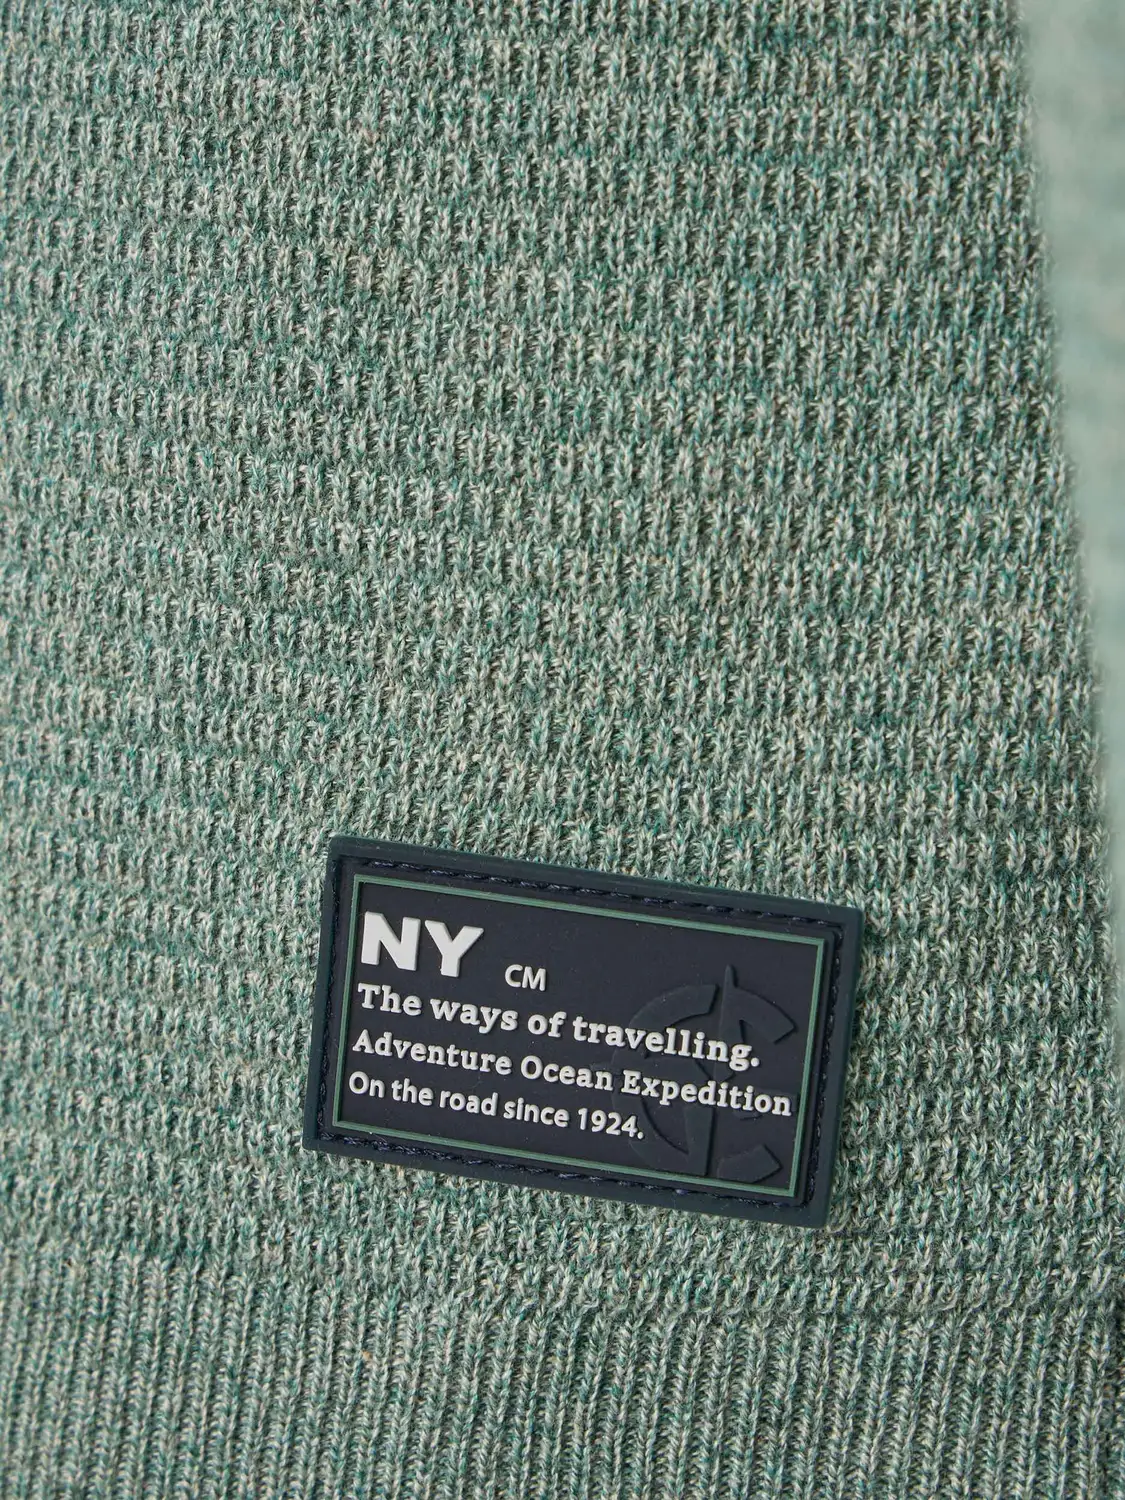 NY CM
The ways of travelling.
Adventure Ocean Expedition
On the road since 1924.